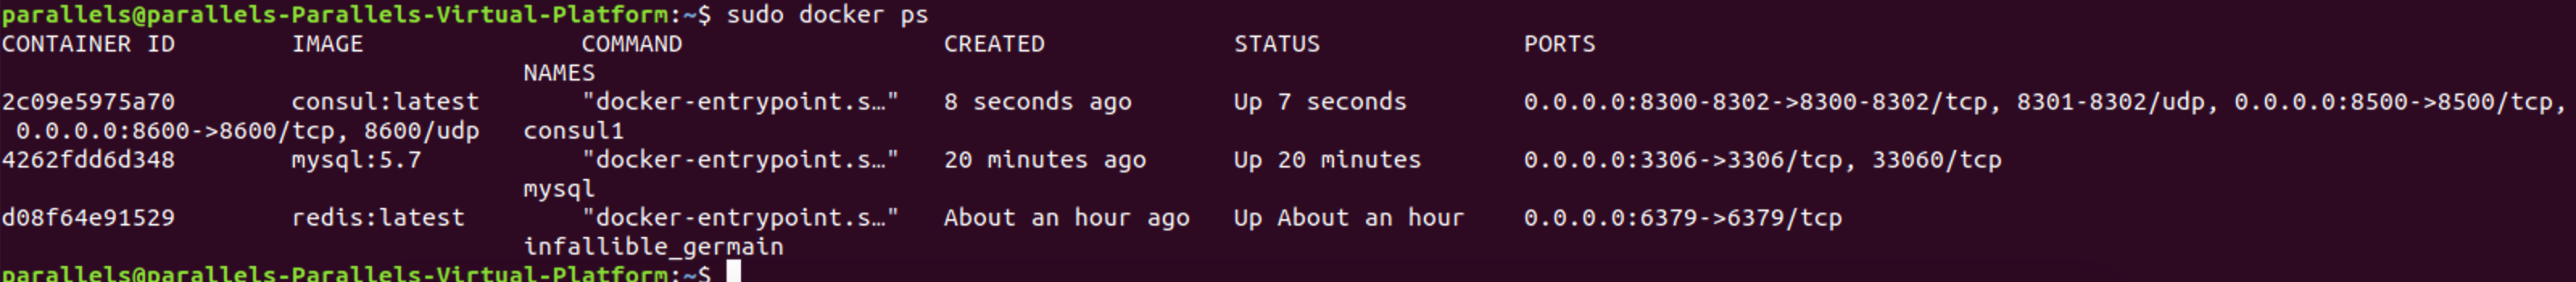 parallels@parallels-Parallels-Virtual-Platform:~$ sudo docker ps
CONTAINER ID        IMAGE               COMMAND                  CREATED             STATUS              PORTS
                                    NAMES
2c09e5975a70        consul:latest       "docker-entrypoint.s…"   8 seconds ago       Up 7 seconds        0.0.0.0:8300-8302->8300-8302/tcp, 8301-8302/udp, 0.0.0.0:8500->8500/tcp,
 0.0.0.0:8600->8600/tcp, 8600/udp   consul1
4262fdd6d348        mysql:5.7           "docker-entrypoint.s…"   20 minutes ago      Up 20 minutes       0.0.0.0:3306->3306/tcp, 33060/tcp
                                    mysql
d08f64e91529        redis:latest        "docker-entrypoint.s…"   About an hour ago   Up About an hour    0.0.0.0:6379->6379/tcp
                                    infallible_germain
parallels@parallels-Parallels-Virtual-Platform:~$